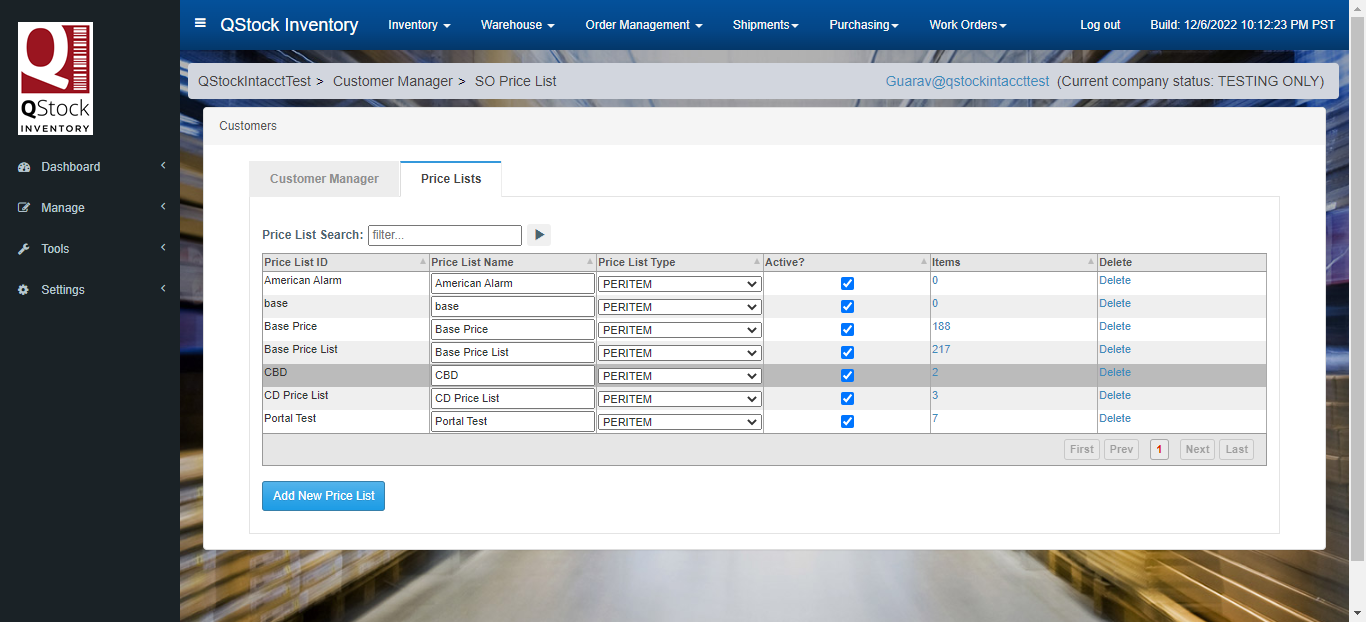 QStock
INVENTORY
Dashboard
Manage
Tools
Settings
QStock Inventory Inventory Warehouse Order Management Shipments Purchasing Work Orders Log out Build: 12/6/2022 10:12:23 PM PST
QStockIntacctTest > Customer Manager > SO Price List Guarav@qstockintaccttest (Current company status: TESTING ONLY)
Customers
Customer Manager Price Lists
Price List Search: filter...
Price List ID Price List Name Price List Type Active? Items Delete
American Alarm American Alarm PERITEM 0 Delete
base base PERITEM 0 Delete
Base Price Base Price PERITEM 188 Delete
Base Price List Base Price List PERITEM 217 Delete
CBD CBD PERITEM 2 Delete
CD Price List CD Price List PERITEM 3 Delete
Portal Test Portal Test PERITEM 7 Delete
First Prev 1 Next Last
Add New Price List